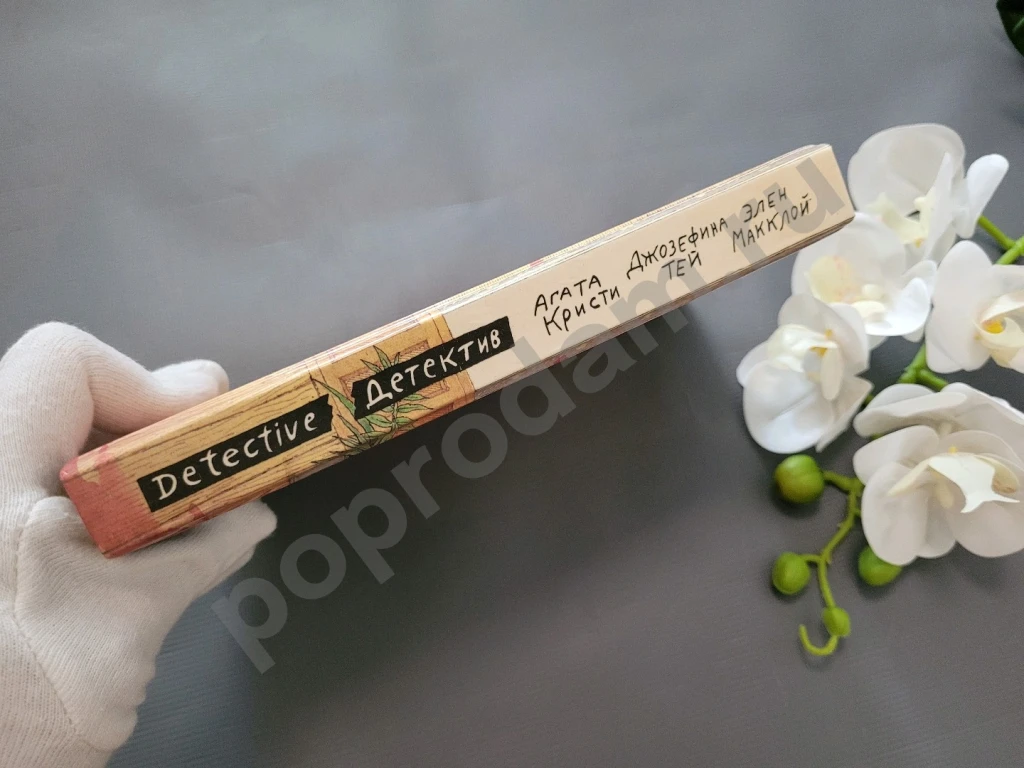 Detective
Детектив
Агата
Кристи
Джозефина
Тей
Элен
Макклой
poprodam.ru